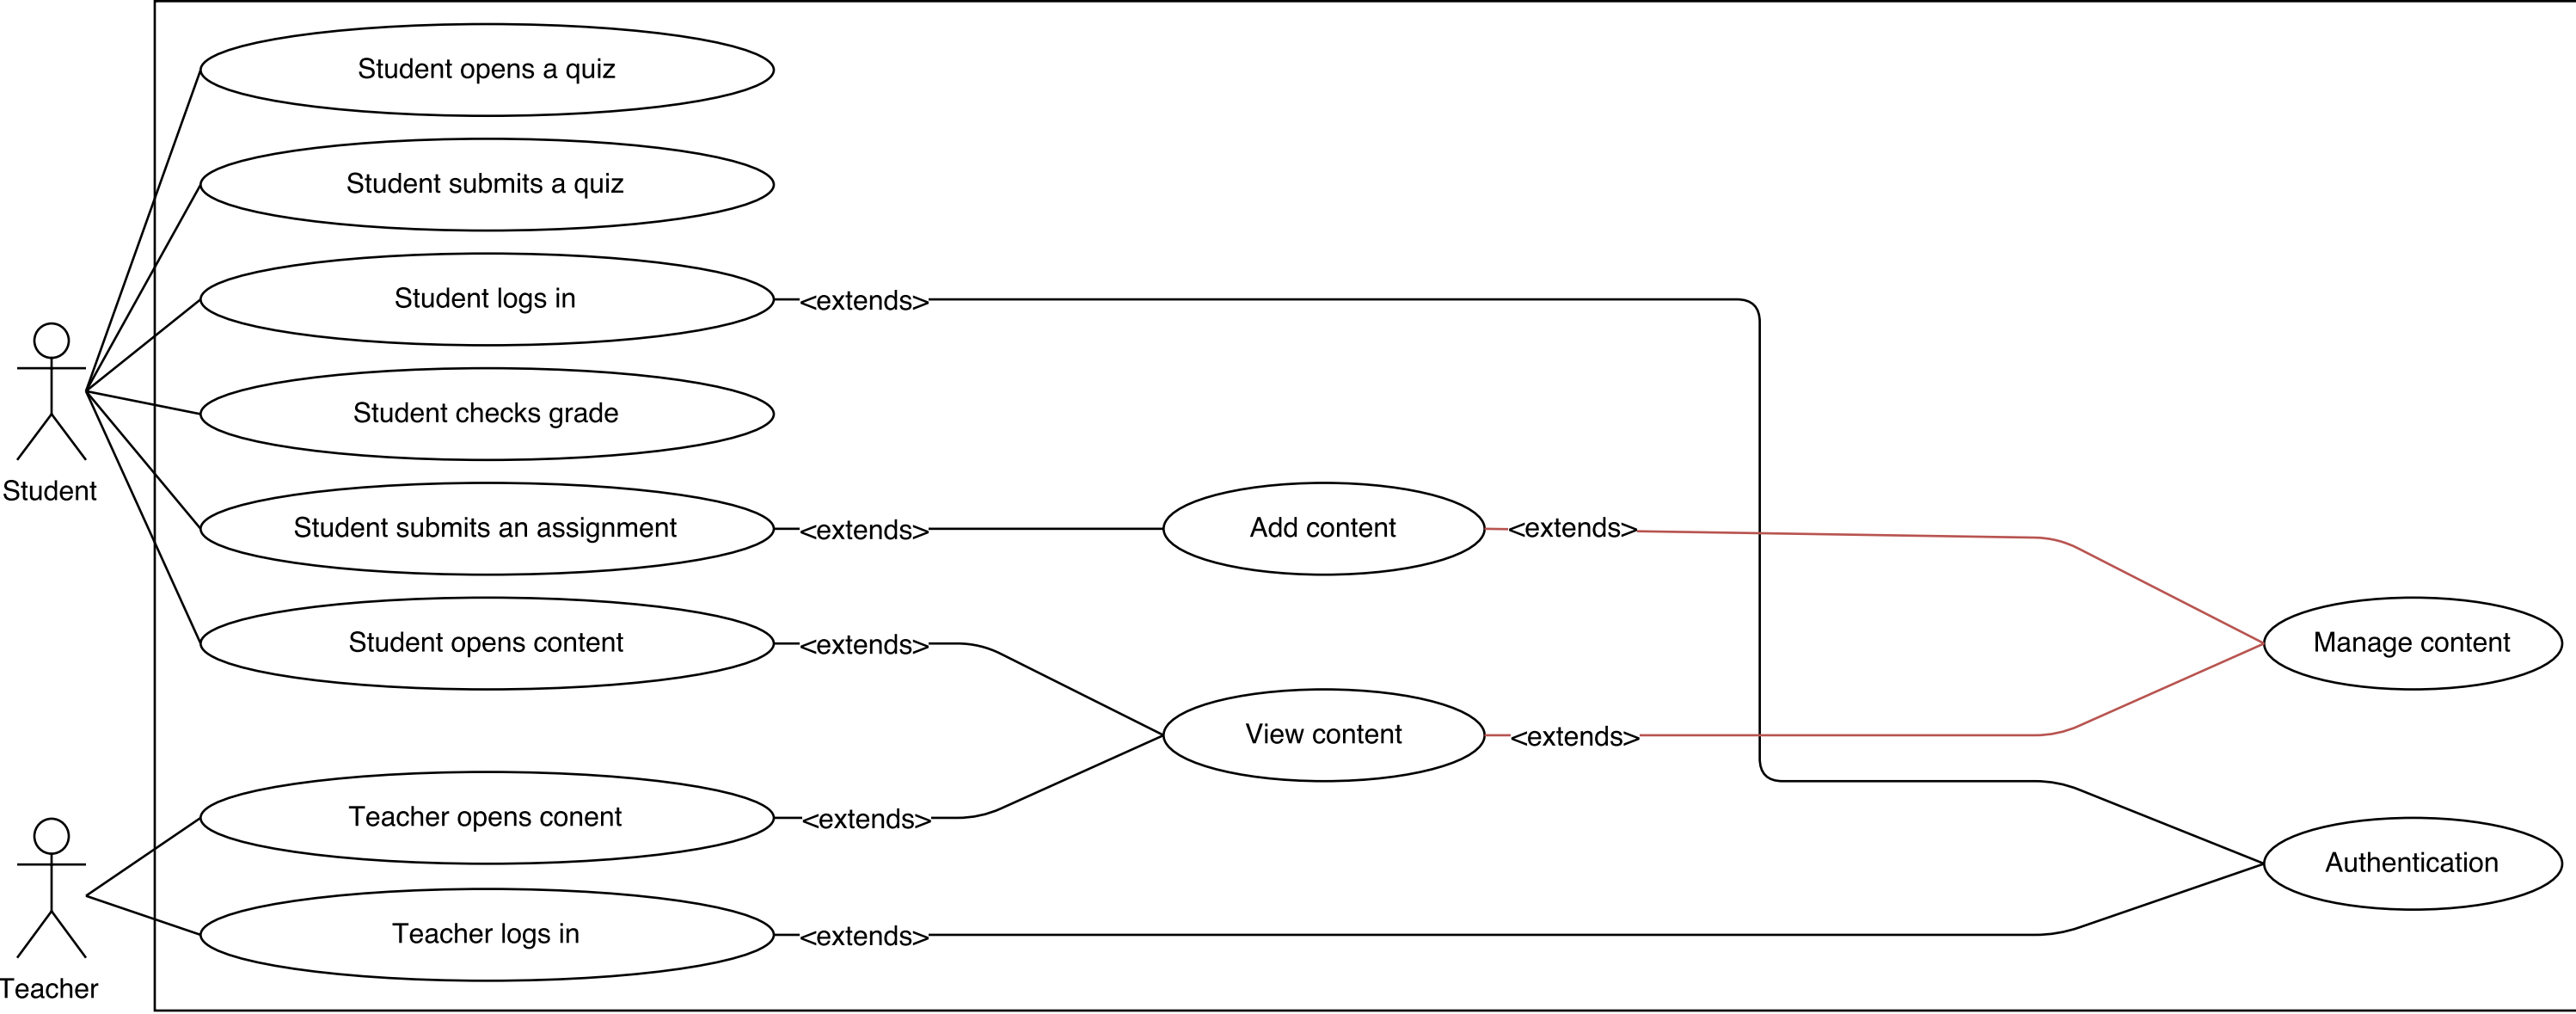 Student opens a quiz
Student submits a quiz
Student logs in
<extends>
Student checks grade
Student
Student submits an assignment
<extends>
Add content
<extends>
Student opens content
<extends>
Manage content
View content
<extends>
Teacher opens conent
<extends>
Authentication
Teacher logs in
<extends>
Teacher